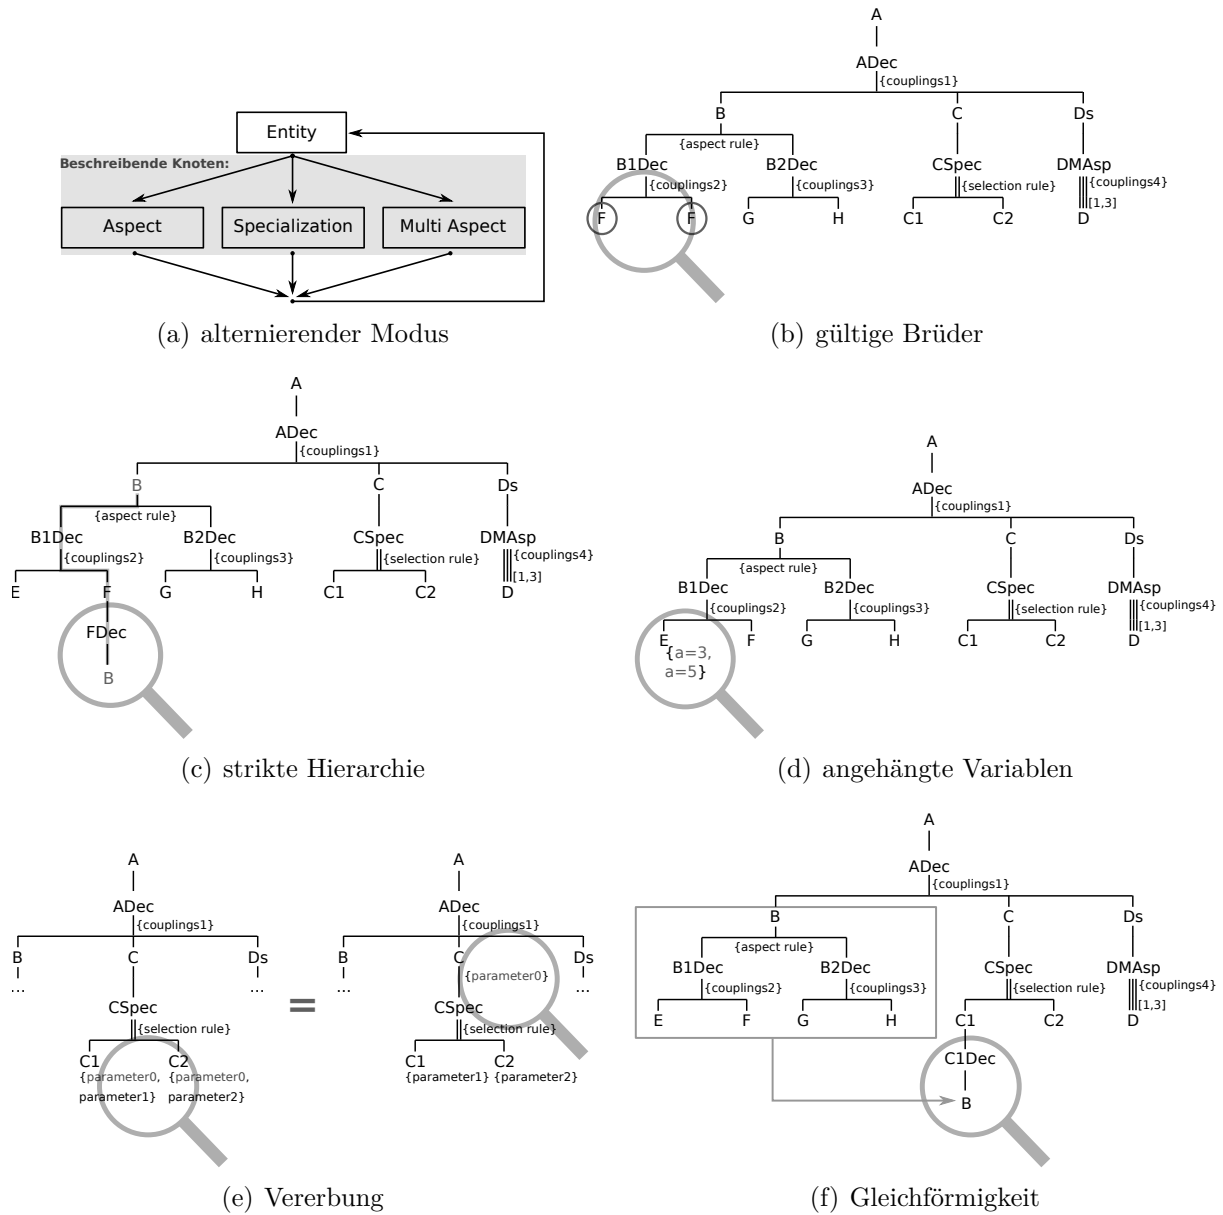 Entity
Beschreibende Knoten:
Aspect
Specialization
Multi Aspect
(a) alternierender Modus
A
ADec
{couplings1}
B C Ds
{aspect rule}
B1Dec B2Dec CSpec DMAsp
{couplings2} {couplings3} {selection rule} {couplings4}
[1,3]
F F G H C1 C2 D
(b) gültige Brüder
A
ADec
{couplings1}
B C Ds
{aspect rule}
B1Dec B2Dec CSpec DMAsp
{couplings2} {couplings3} {selection rule} {couplings4}
[1,3]
E F G H C1 C2 D
FDec
B
(c) strikte Hierarchie
A
ADec
{couplings1}
B C Ds
{aspect rule}
B1Dec B2Dec CSpec DMAsp
{couplings2} {couplings3} {selection rule} {couplings4}
[1,3]
E F G H C1 C2 D
{a=3,
a=5}
(d) angehängte Variablen
A
ADec
{couplings1}
B C Ds
... ...
CSpec
{selection rule}
C1 C2
{parameter0, {parameter0,
parameter1} parameter2}
=
A
ADec
{couplings1}
B C Ds
{parameter0}
... ...
CSpec
{selection rule}
C1 C2
{parameter1} {parameter2}
(e) Vererbung
A
ADec
{couplings1}
B C Ds
{aspect rule}
B1Dec B2Dec CSpec DMAsp
{couplings2} {couplings3} {selection rule} {couplings4}
[1,3]
E F G H C1 C2 D
C1Dec
B
(f) Gleichförmigkeit